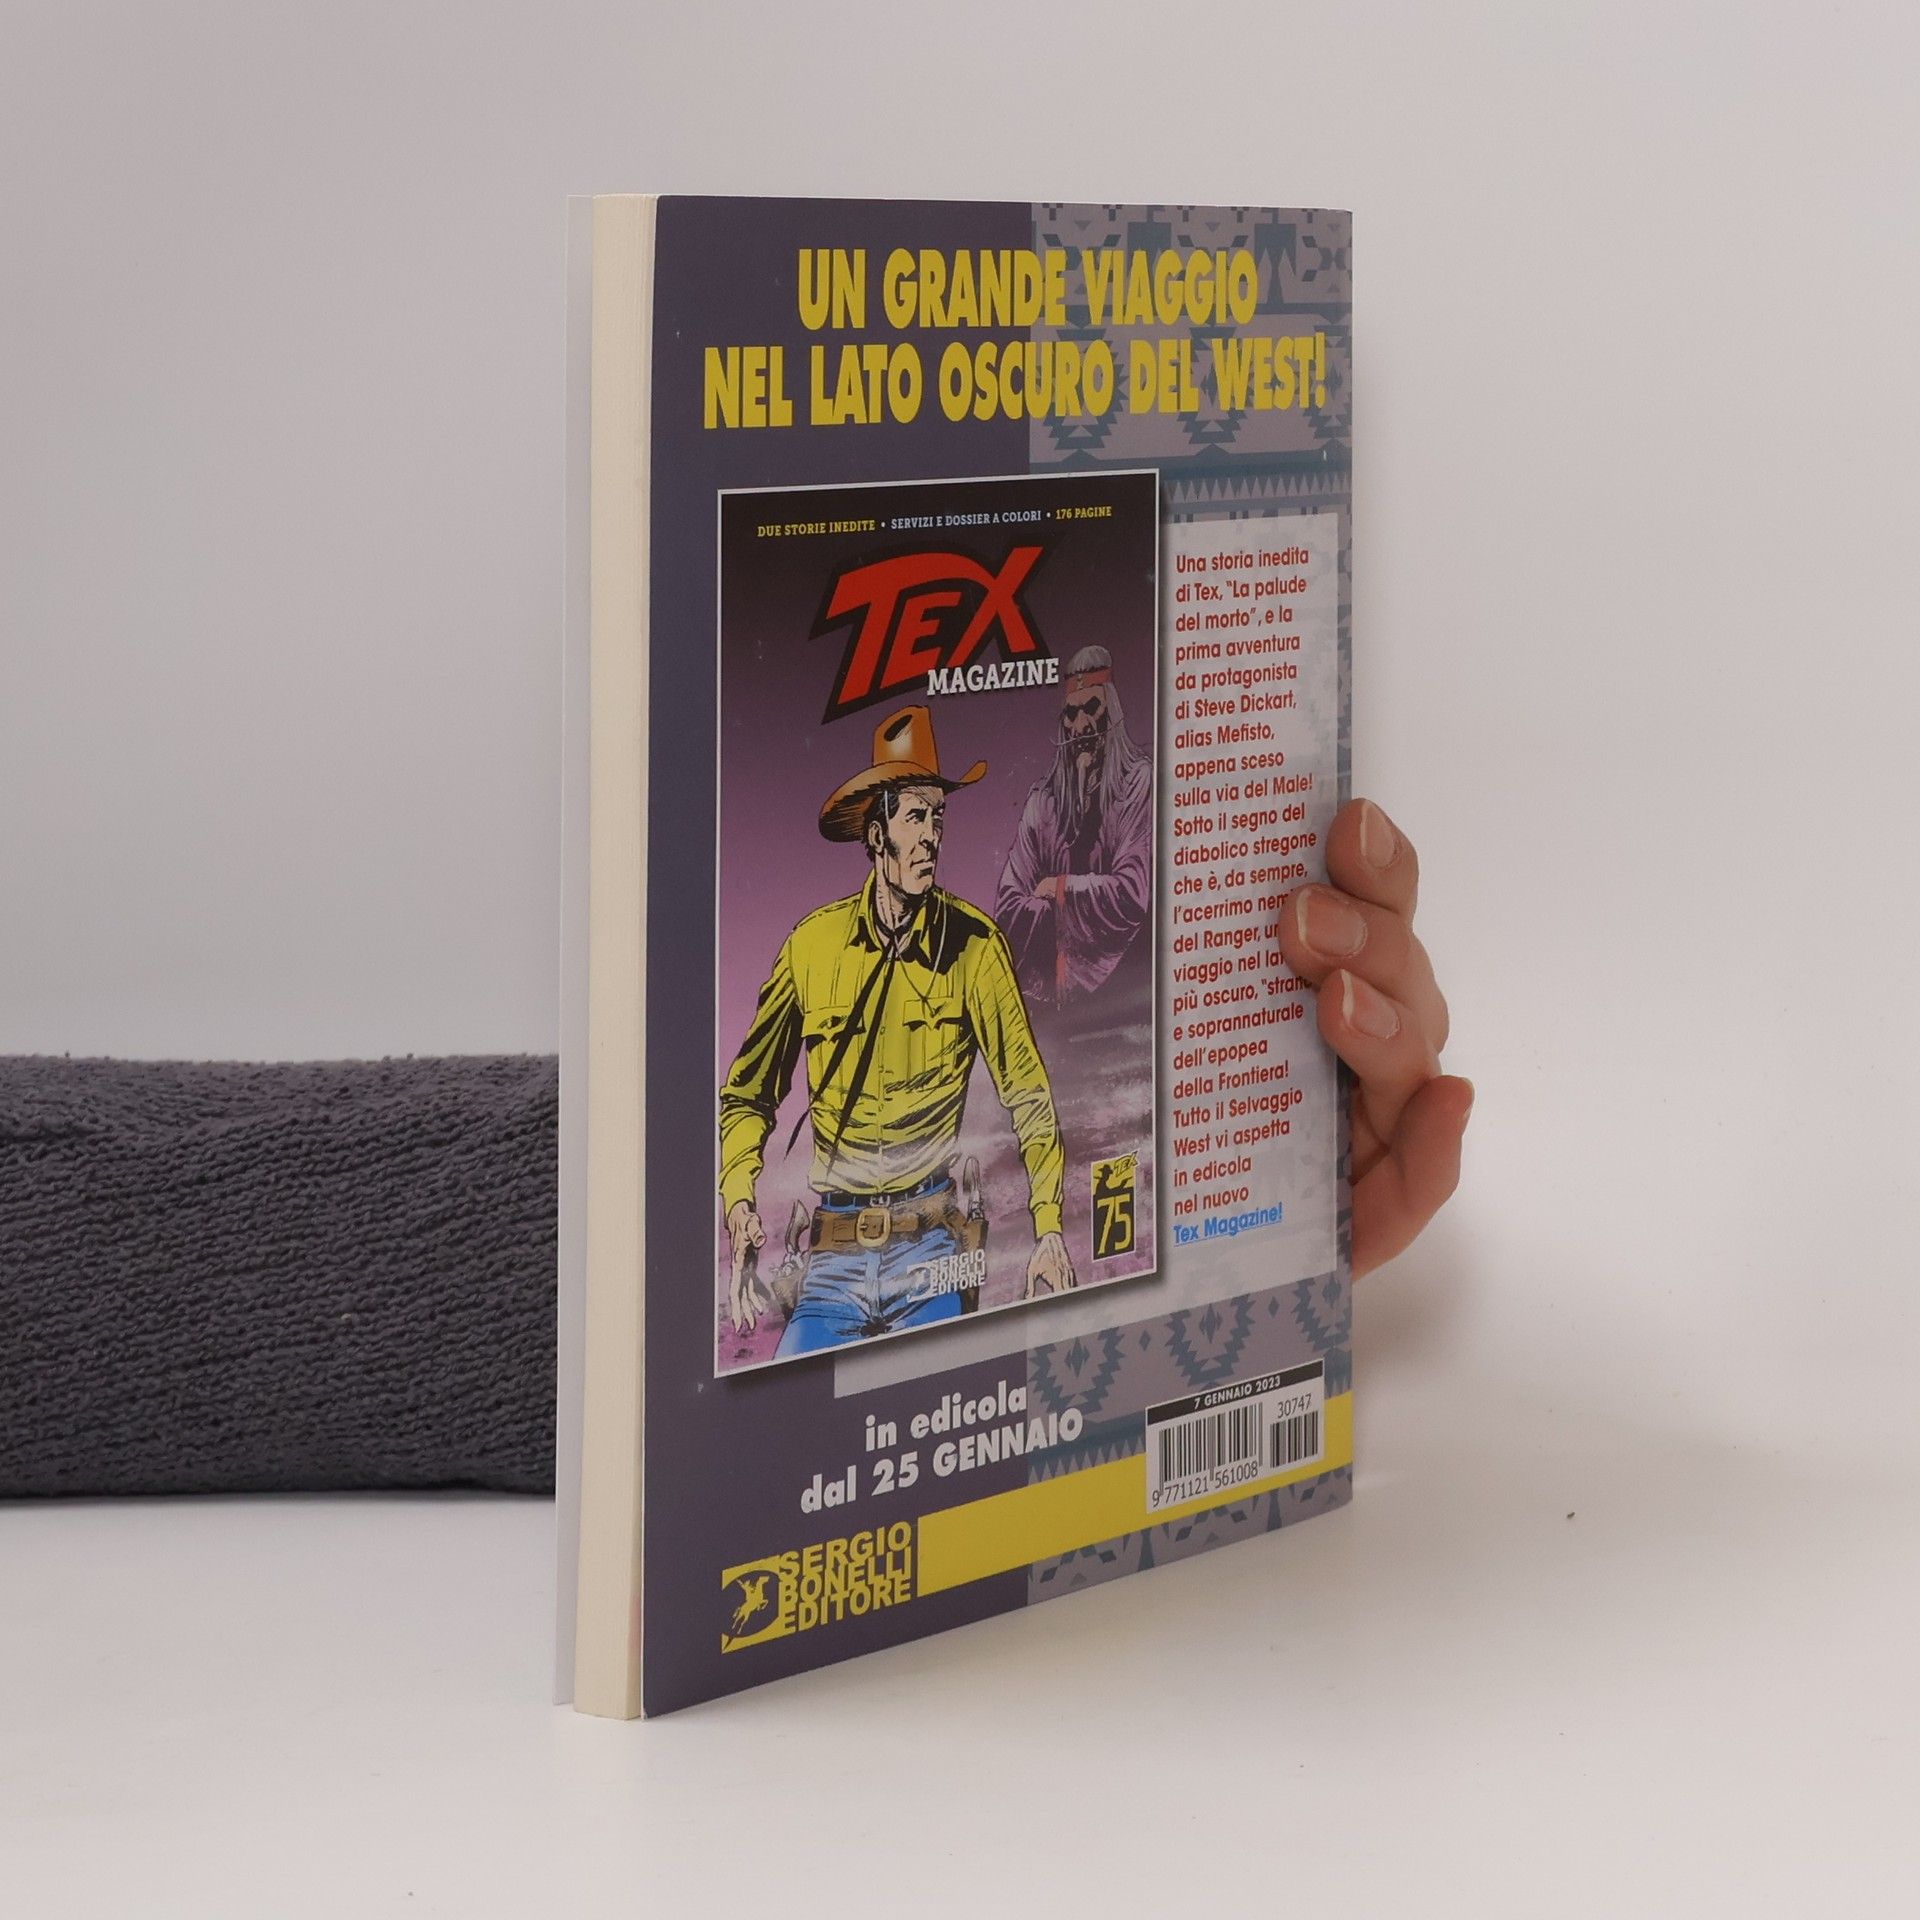 UN GRANDE VIAGGIO
NEL LATO OSCURO DEL WEST!
DUE STORIE INEDITE • SERVIZI E DOSSIER A COLORI • 176 PAGINE
TEX
MAGAZINE
TEX
75
SERGIO
BONELLI
EDITORE
Una storia inedita
di Tex, "La palude
del morto", e la
prima avventura
da protagonista
di Steve Dickart,
alias Mefisto,
appena sceso
sulla via del Male!
Sotto il segno del
diabolico stregone
che è, da sempre,
l'acerrimo
del Ranger,
viaggio nel
più oscuro, "strano
e soprannaturale
dell'epopea
della Frontiera!
Tutto il Selvaggio
West vi aspetta
in edicola
nel nuovo
Tex Magazine!
in edicola
dal 25 GENNAIO
7 GENNAIO 2023
30747
9 771121 561008
SERGIO
BONELLI
EDITORE